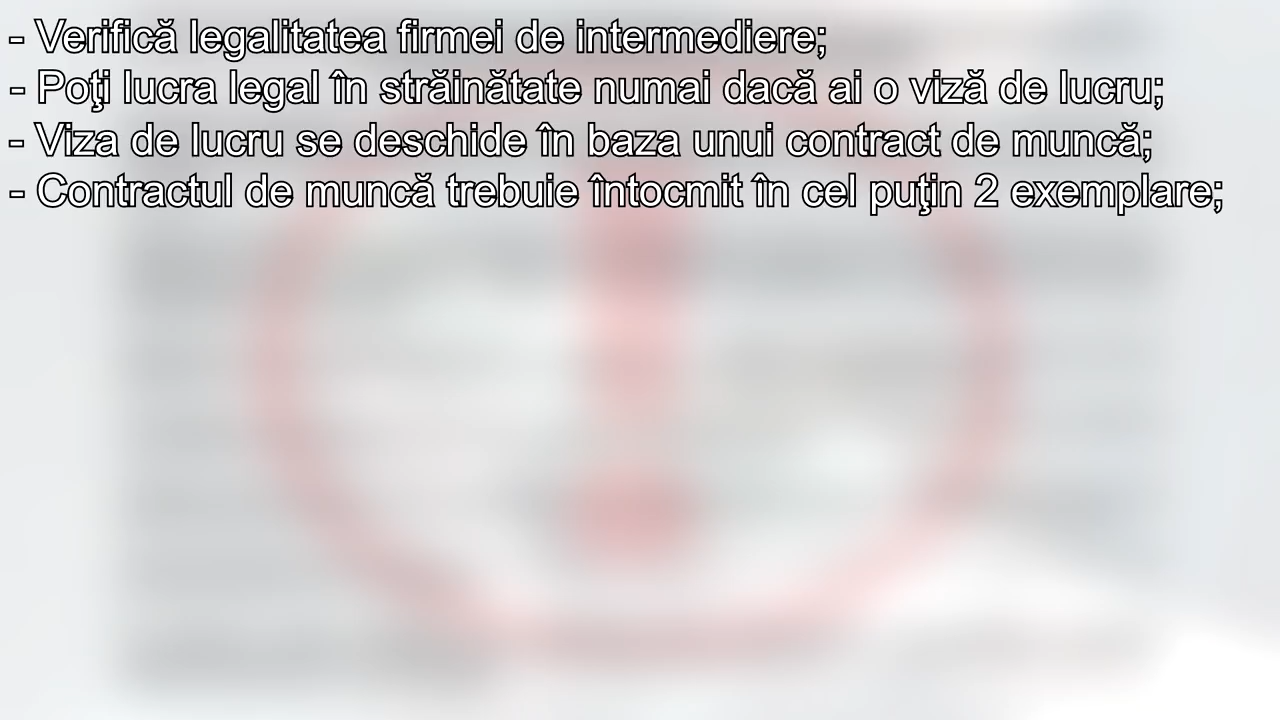 - Verifică legalitatea firmei de intermediere;
- Poţi lucra legal în străinătate numai dacă ai o viză de lucru;
- Viza de lucru se deschide în baza unui contract de muncă;
- Contractul de muncă trebuie întocmit în cel puţin 2 exemplare;